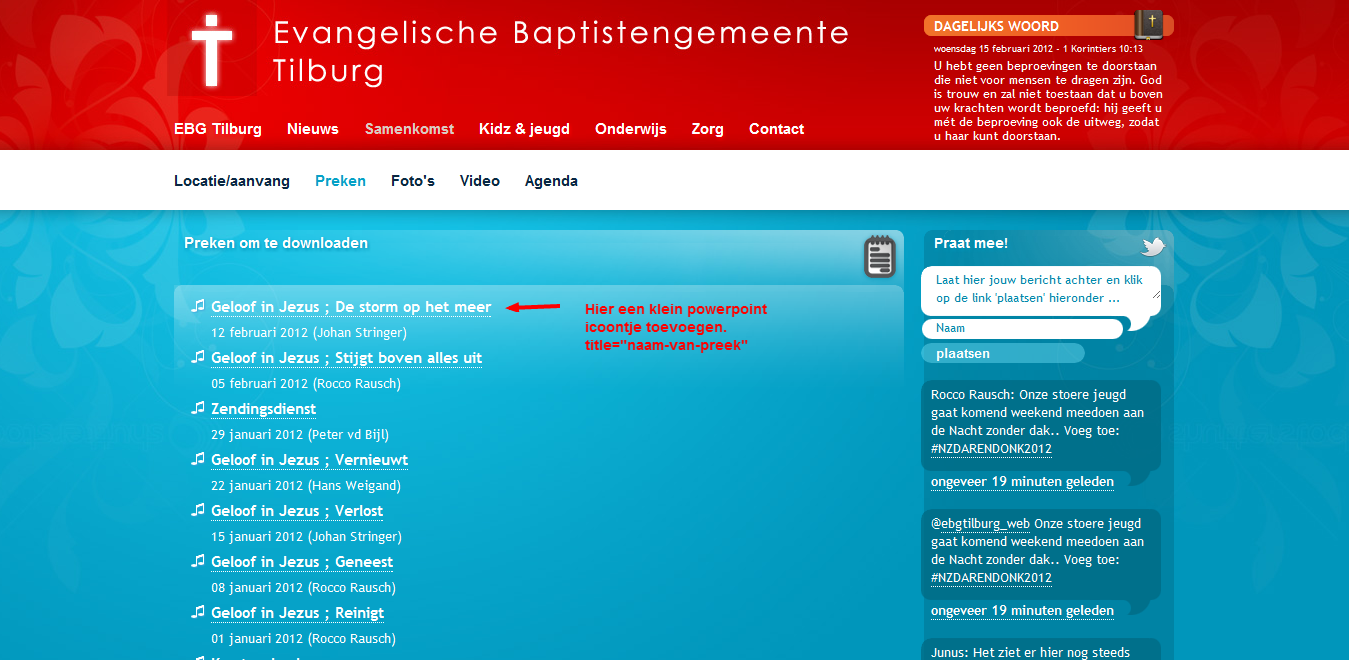 Evangelische Baptistengemeente
Tilburg
EBG Tilburg Nieuws Samenkomst Kidz & jeugd Onderwijs Zorg Contact
DAGELIJKS WOORD
woensdag 15 februari 2012 - 1 Korintiers 10:13
U hebt geen beproevingen te doorstaan
die niet voor mensen te dragen zijn. God
is trouw en zal niet toestaan dat u boven
uw krachten wordt beproefd: hij geeft u
mét de beproeving ook de uitweg, zodat
u haar kunt doorstaan.
Locatie/aanvang Preken Foto's Video Agenda
Preken om te downloaden
Geloof in Jezus ; De storm op het meer
12 februari 2012 (Johan Stringer)
Geloof in Jezus ; Stijgt boven alles uit
05 februari 2012 (Rocco Rausch)
Zendingsdienst
29 januari 2012 (Peter vd Bijl)
Geloof in Jezus ; Vernieuwt
22 januari 2012 (Hans Weigand)
Geloof in Jezus ; Verlost
15 januari 2012 (Johan Stringer)
Geloof in Jezus ; Geneest
08 januari 2012 (Rocco Rausch)
Geloof in Jezus ; Reinigt
01 januari 2012 (Rocco Rausch)
Hier een klein powerpoint
icoontje toevoegen.
title="naam-van-preek"
Praat mee!
Laat hier jouw bericht achter en klik
op de link 'plaatsen' hieronder ...
Naam
plaatsen
Rocco Rausch: Onze stoere jeugd
gaat komend weekend meedoen aan
de Nacht zonder dak.. Voeg toe:
#NZDARENDONK2012
ongeveer 19 minuten geleden
@ebgtilburg_web Onze stoere jeugd
gaat komend weekend meedoen aan
de Nacht zonder dak.. Voeg toe:
#NZDARENDONK2012
ongeveer 19 minuten geleden
Junus: Het ziet er hier nog steeds